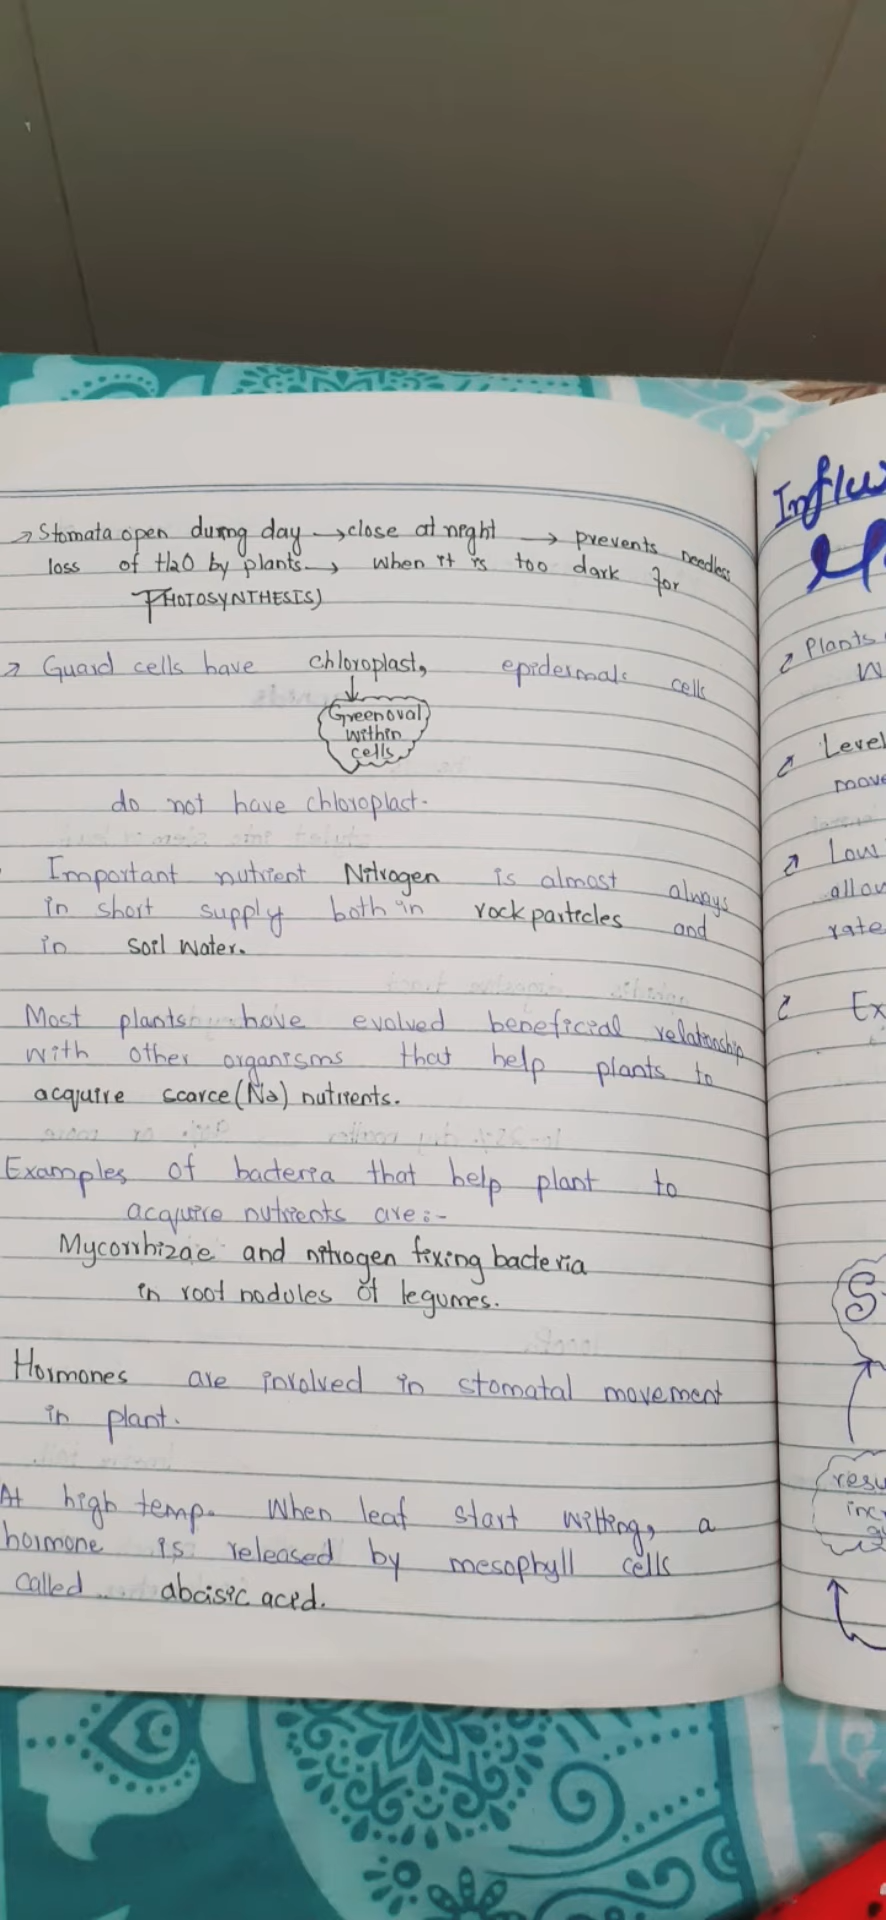 → Stomata open during day → close at night → prevents needless
loss of H2O by plants → when it is too dark for
PHOTOSYNTHESIS)
→ Guard cells have chloroplast, epidermals cells
↓
Green oval
within
cells
do not have chloroplast.
Important nutrient Nitrogen is almost always
in short supply both in rock particles and
in soil water.
Most plants have evolved beneficial relationship
with other organisms that help plants to
acquire scarce (Na) nutrients.
Examples of bacteria that help plant to
acquire nutrients are:-
Mycorrhizae and nitrogen fixing bacteria
in root nodules of legumes.
Hormones are involved in stomatal movement
in plant.
At high temp. When leaf start wilting, a
hormone is released by mesophyll cells
called abcisic acid.
Influ
→ Plants
W
→ Level
move
→ Low
allow
rate
→ Ex
S
resu
inc